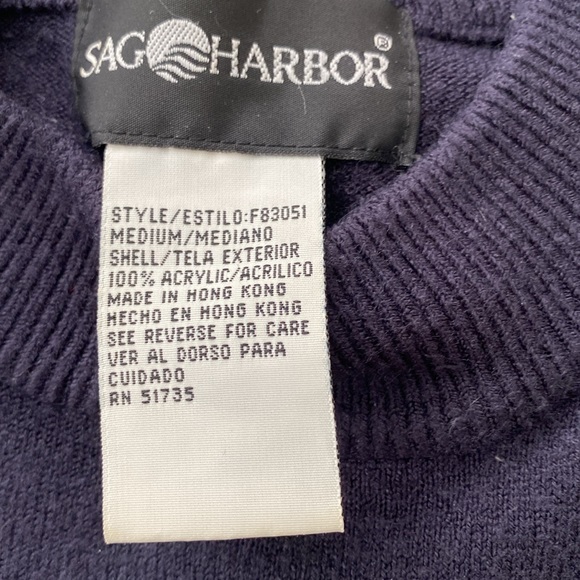 SAG HARBOR®
STYLE/ESTILO:F83051
MEDIUM/MEDIANO
SHELL/TELA EXTERIOR
100% ACRYLIC/ACRILICO
MADE IN HONG KONG
HECHO EN HONG KONG
SEE REVERSE FOR CARE
VER AL DORSO PARA
CUIDADO
RN 51735